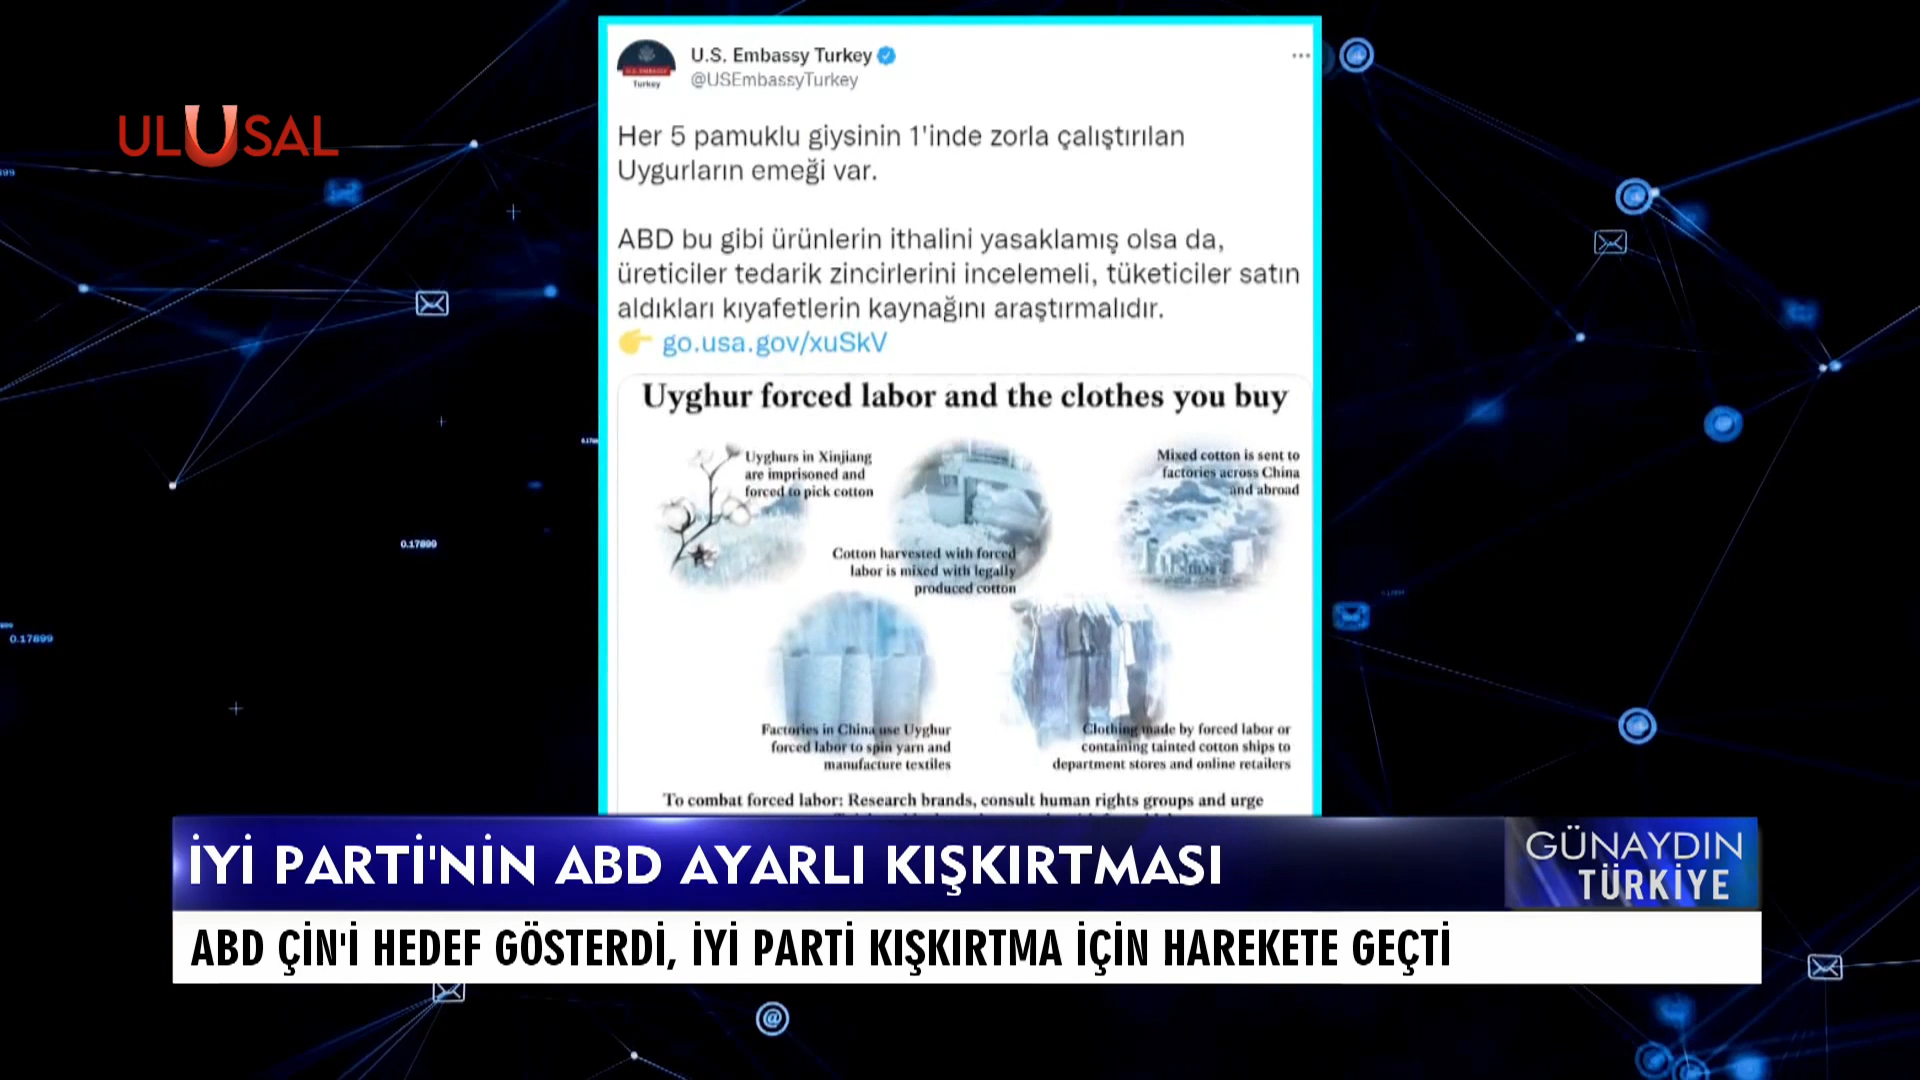 ULUSAL
U.S. Embassy Turkey
@USEmbassyTurkey
Turkey
Her 5 pamuklu giysinin 1'inde zorla çalıştırılan
Uygurların emeği var.
ABD bu gibi ürünlerin ithalini yasaklamış olsa da,
üreticiler tedarik zincirlerini incelemeli, tüketiciler satın
aldıkları kıyafetlerin kaynağını araştırmalıdır.
👉 go.usa.gov/xuSkV
Uyghur forced labor and the clothes you buy
Uyghurs in Xinjiang
are imprisoned and
forced to pick cotton
Cotton harvested with forced
labor is mixed with legally
produced cotton
Mixed cotton is sent to
factories across China
and abroad
Factories in China use Uyghur
forced labor to spin yarn and
manufacture textiles
Clothing made by forced labor or
containing tainted cotton ships to
department stores and online retailers
To combat forced labor: Research brands, consult human rights groups and urge
0.17899
0.17899
İYİ PARTİ'NİN ABD AYARLI KIŞKIRTMASI
GÜNAYDIN
TÜRKİYE
ABD ÇİN'İ HEDEF GÖSTERDİ, İYİ PARTİ KIŞKIRTMA İÇİN HAREKETE GEÇTİ